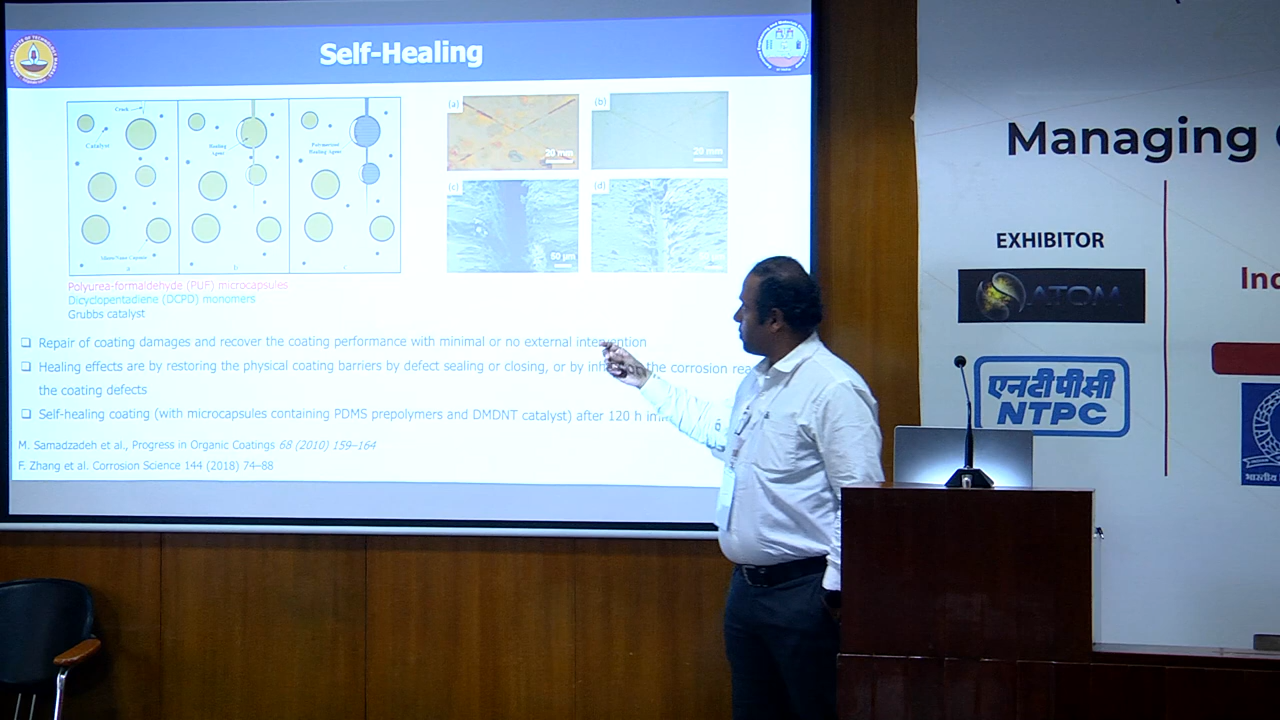 Self-Healing
Crack
Catalyst
Healing
Agent
Polymerized
Healing Agent
a
b
c
(a)
20 mm
(b)
20 mm
(c)
50 µm
(d)
Polyurea-formaldehyde (PUF) microcapsules
Dicyclopentadiene (DCPD) monomers
Grubbs catalyst
❑ Repair of coating damages and recover the coating performance with minimal or no external intervention
❑ Healing effects are by restoring the physical coating barriers by defect sealing or closing, or by the corrosion
the coating defects
❑ Self-healing coating (with microcapsules containing PDMS prepolymers and DMDNT catalyst) after 120 h
M. Samadzadeh et al., Progress in Organic Coatings 68 (2010) 159–164
F. Zhang et al. Corrosion Science 144 (2018) 74–88
Managing
EXHIBITOR
ATOM
एनटीपीसी
NTPC
भारतीय